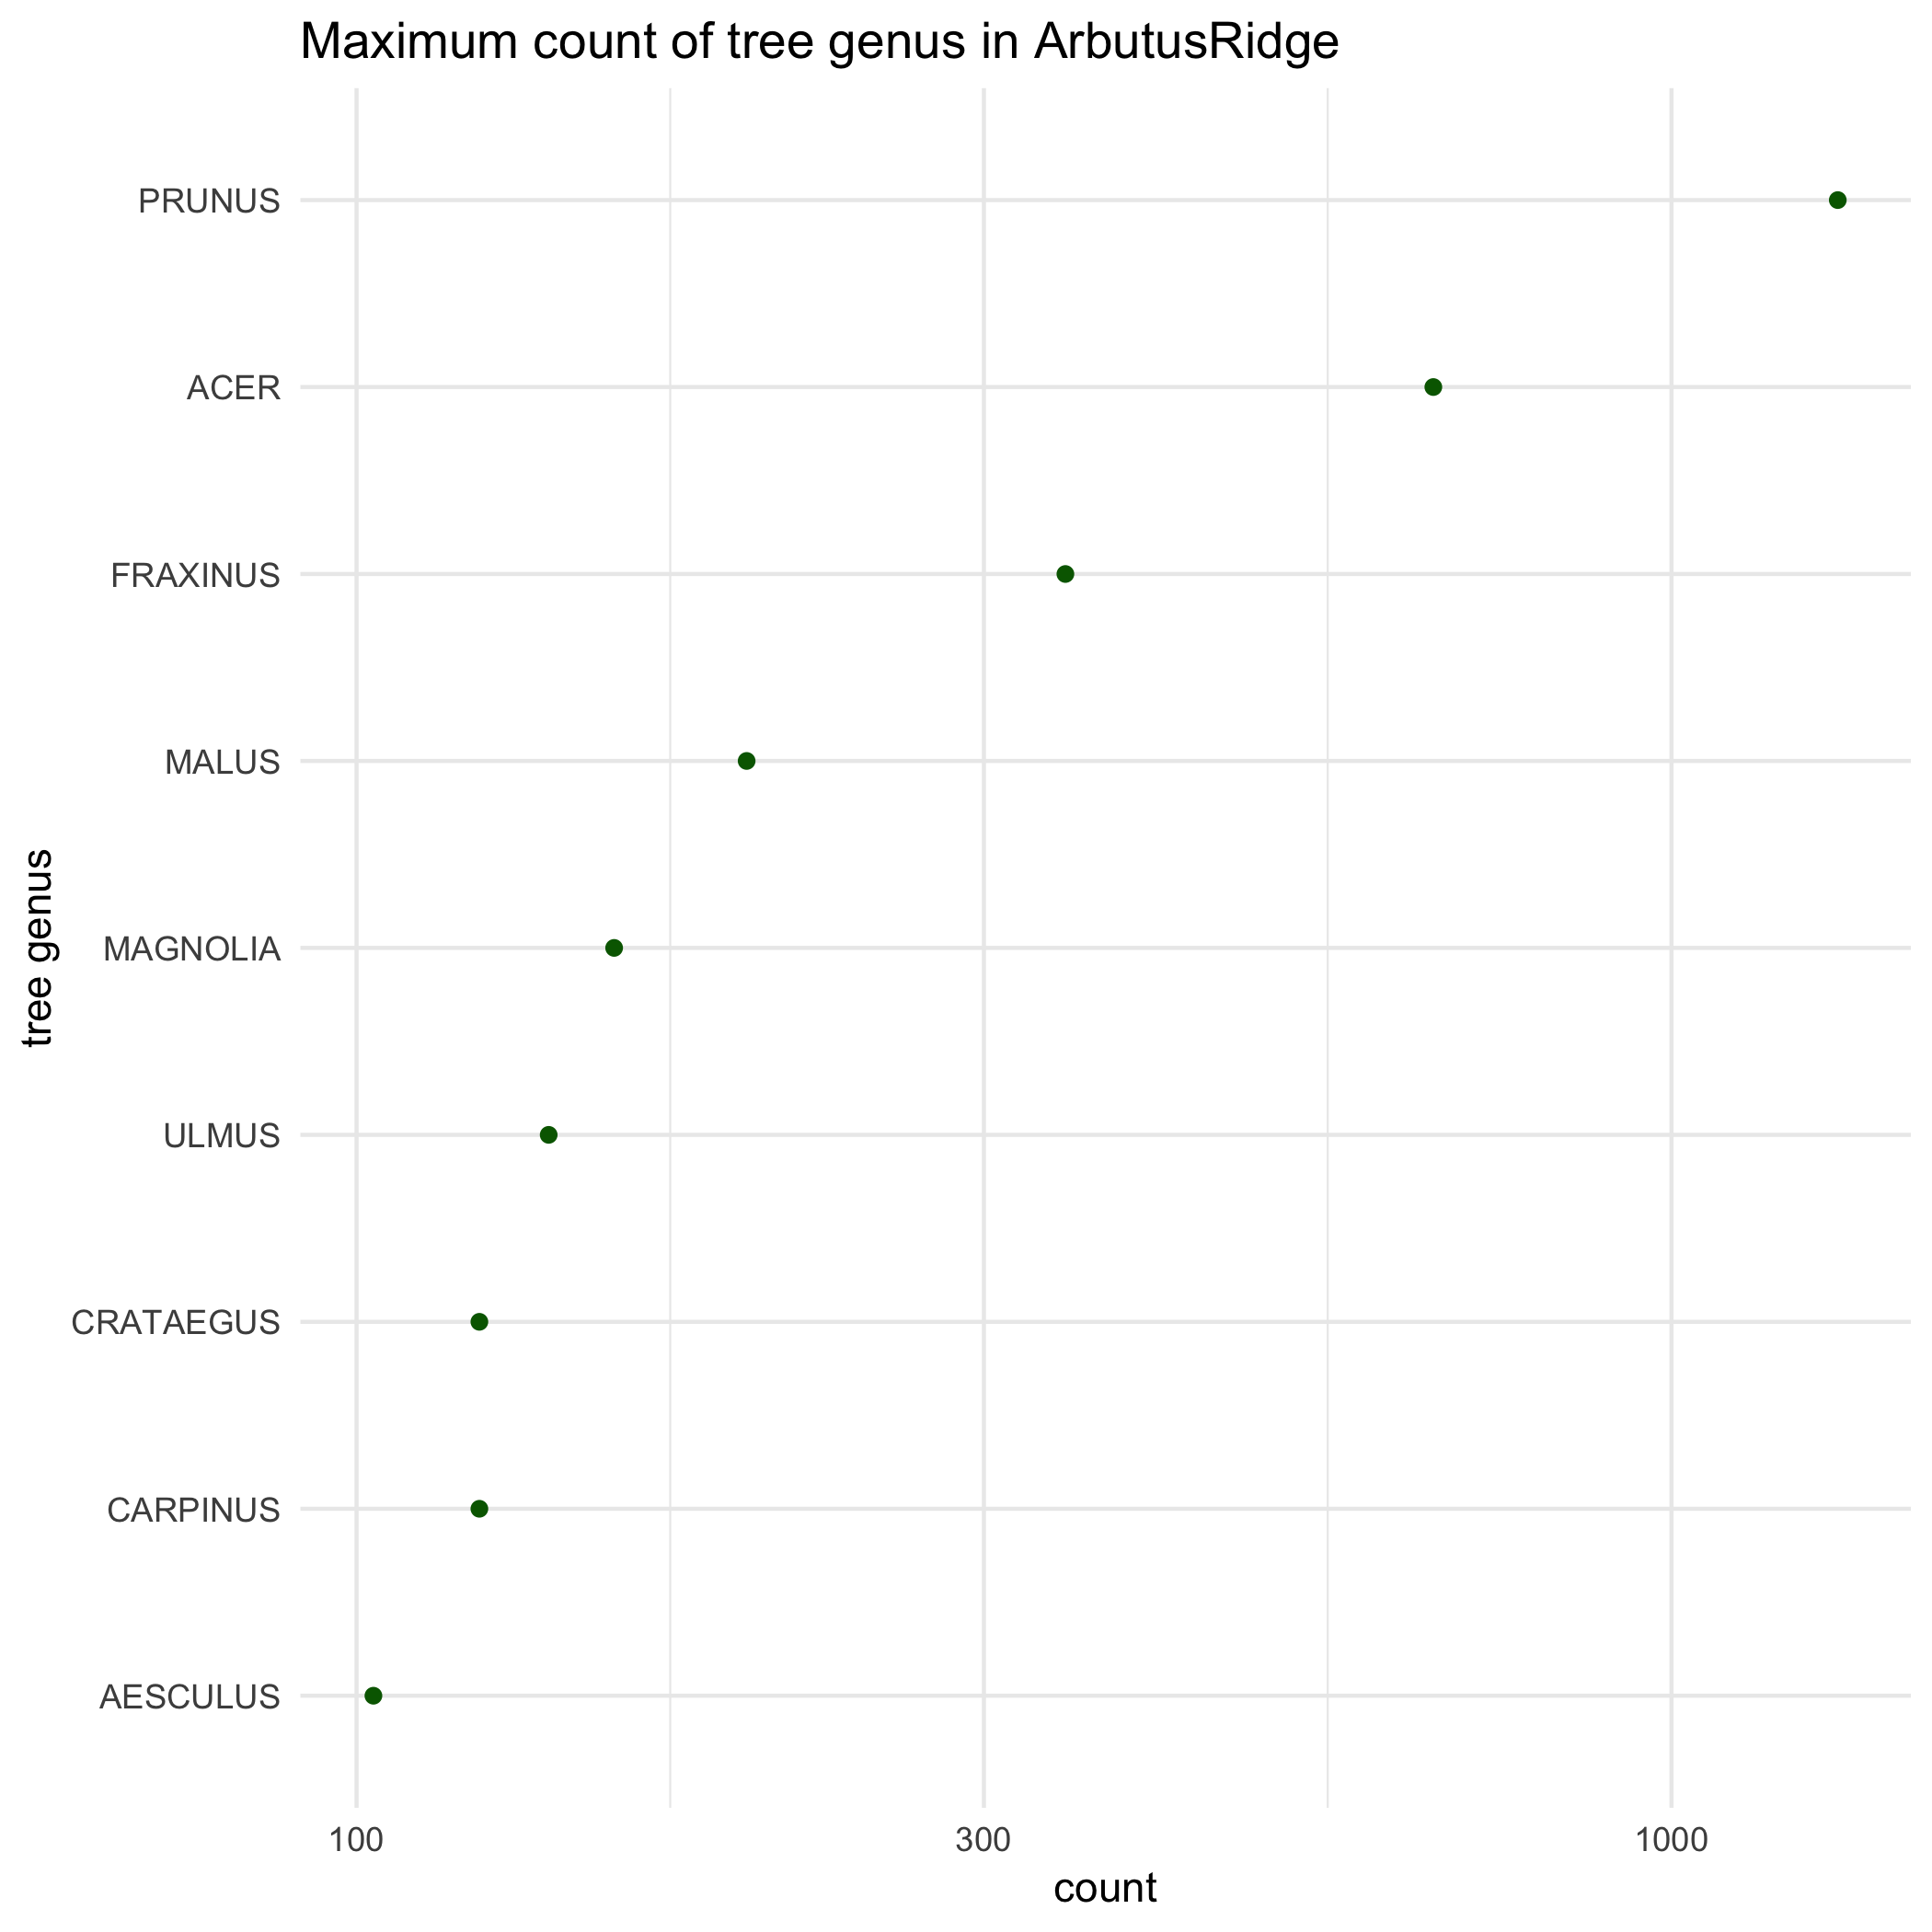 Maximum count of tree genus in ArbutusRidge
tree genus
PRUNUS
ACER
FRAXINUS
MALUS
MAGNOLIA
ULMUS
CRATAEGUS
CARPINUS
AESCULUS
100 300 1000
count